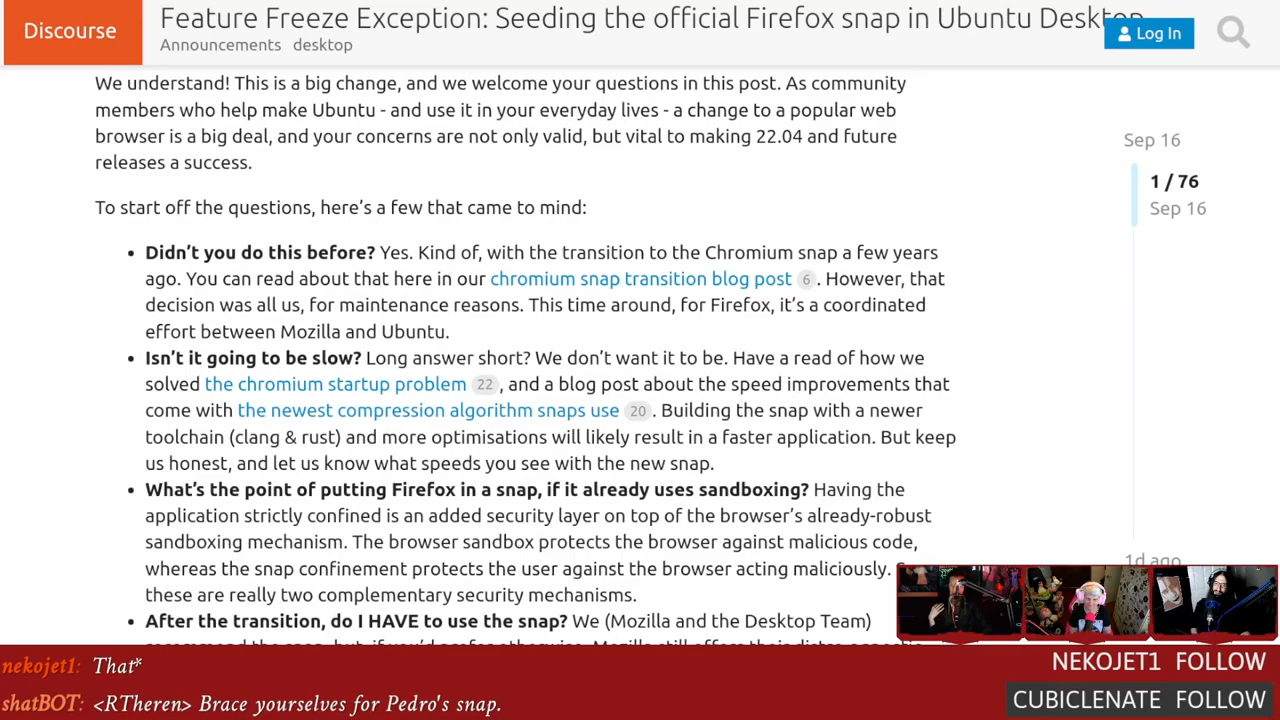 Discourse
Feature Freeze Exception: Seeding the official Firefox snap in Ubuntu Desktop
Announcements desktop
Log In
We understand! This is a big change, and we welcome your questions in this post. As community
members who help make Ubuntu - and use it in your everyday lives - a change to a popular web
browser is a big deal, and your concerns are not only valid, but vital to making 22.04 and future
releases a success.
Sep 16
1 / 76
Sep 16
To start off the questions, here's a few that came to mind:
• Didn't you do this before? Yes. Kind of, with the transition to the Chromium snap a few years
ago. You can read about that here in our chromium snap transition blog post 6. However, that
decision was all us, for maintenance reasons. This time around, for Firefox, it's a coordinated
effort between Mozilla and Ubuntu.
• Isn't it going to be slow? Long answer short? We don't want it to be. Have a read of how we
solved the chromium startup problem 22, and a blog post about the speed improvements that
come with the newest compression algorithm snaps use 20. Building the snap with a newer
toolchain (clang & rust) and more optimisations will likely result in a faster application. But keep
us honest, and let us know what speeds you see with the new snap.
• What's the point of putting Firefox in a snap, if it already uses sandboxing? Having the
application strictly confined is an added security layer on top of the browser's already-robust
sandboxing mechanism. The browser sandbox protects the browser against malicious code,
whereas the snap confinement protects the user against the browser acting maliciously.
these are really two complementary security mechanisms.
1d ago
• After the transition, do I HAVE to use the snap? We (Mozilla and the Desktop Team)
nekojet1: That*
shatBOT: <RTheren> Brace yourselves for Pedro's snap.
NEKOJET1 FOLLOW
CUBICLENATE FOLLOW